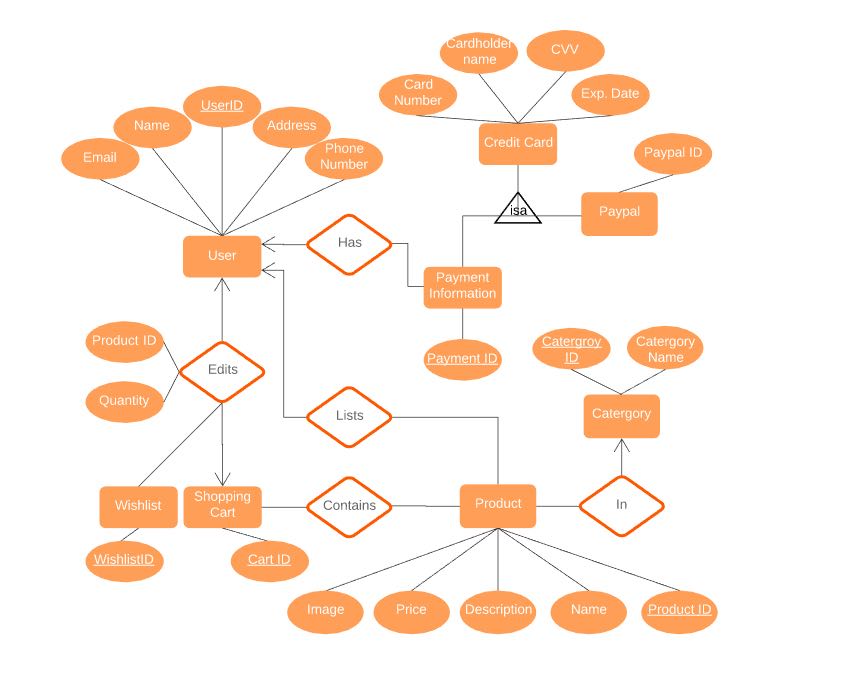 Cardholder
name
CVV
Card
Number
Exp. Date
UserID
Name
Address
Email
Phone
Number
Credit Card
Paypal ID
isa
Paypal
User
Has
Payment
Information
Product ID
Edits
Payment ID
Catergroy
ID
Catergory
Name
Quantity
Lists
Catergory
Wishlist
Shopping
Cart
Contains
Product
In
WishlistID
Cart ID
Image
Price
Description
Name
Product ID